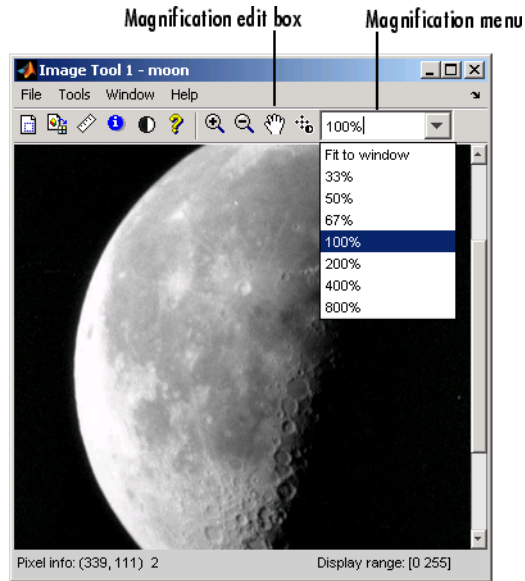 Magnification edit box Magnification menu
Image Tool 1 - moon
File Tools Window Help
100%
Fit to window
33%
50%
67%
100%
200%
400%
800%
Pixel info: (339, 111) 2 Display range: [0 255]